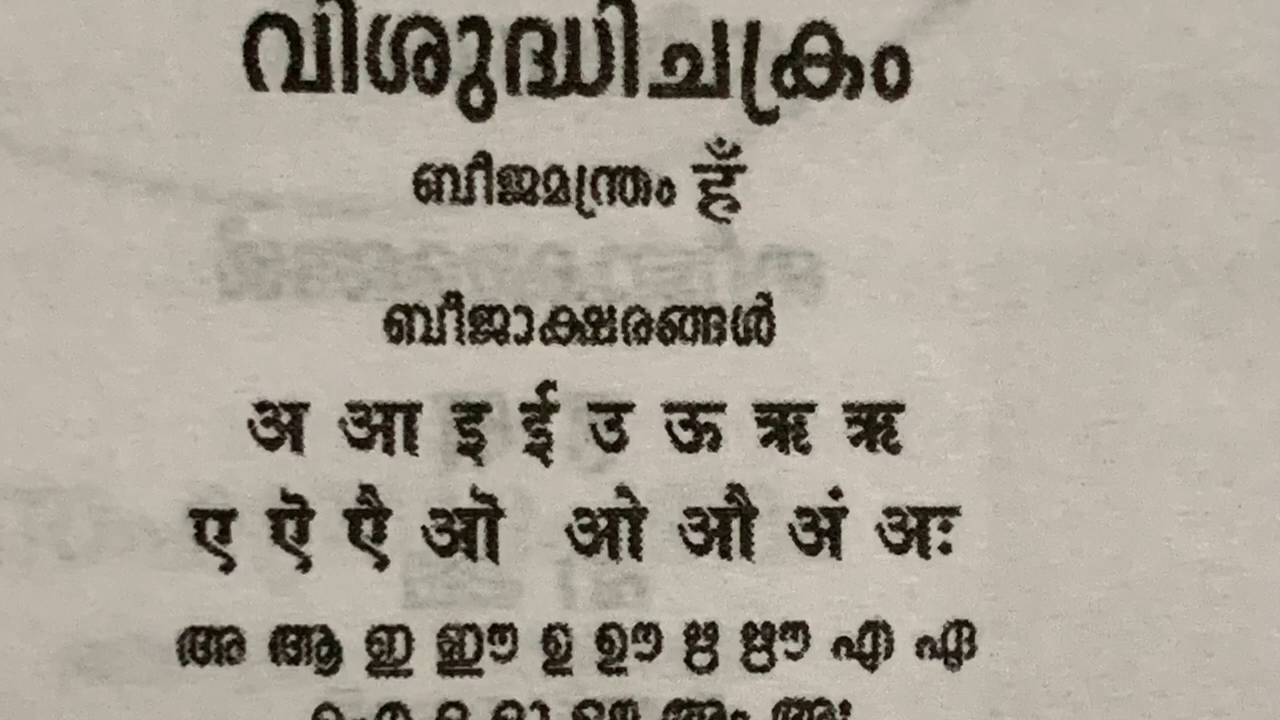 വിശുദ്ധിചക്രം
ബീജമന്ത്രം हँ
ബീജാക്ഷരങ്ങൾ
अ आ इ ई उ ऊ ऋ ऋ
ए ऎ ऐ ऒ ओ औ अं अः
അ ആ ഇ ഈ ഉ ഊ ഋ ൠ എ ഏ
ഐ ഒ ഓ ഔ അം അഃ